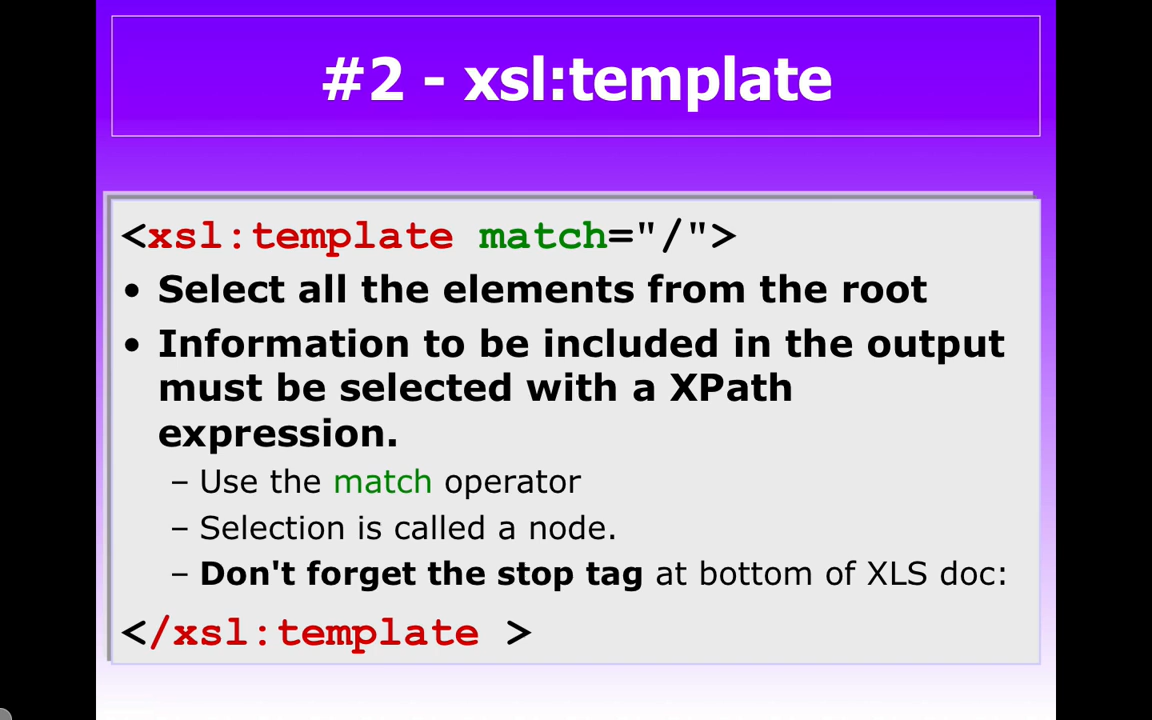 #2 - xsl:template
<xsl:template match="/">
• Select all the elements from the root
• Information to be included in the output
must be selected with a XPath
expression.
– Use the match operator
– Selection is called a node.
– Don't forget the stop tag at bottom of XLS doc:
</xsl:template >